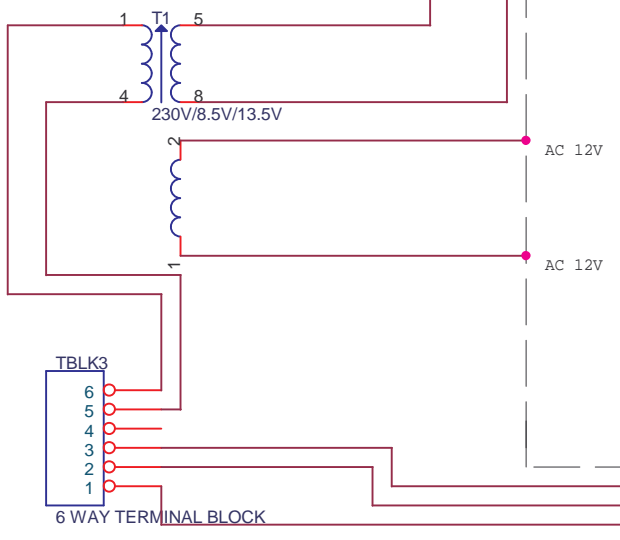 1 T1 5
4 8
230V/8.5V/13.5V
2
AC 12V
1
AC 12V
TBLK3
6
5
4
3
2
1
6 WAY TERMINAL BLOCK